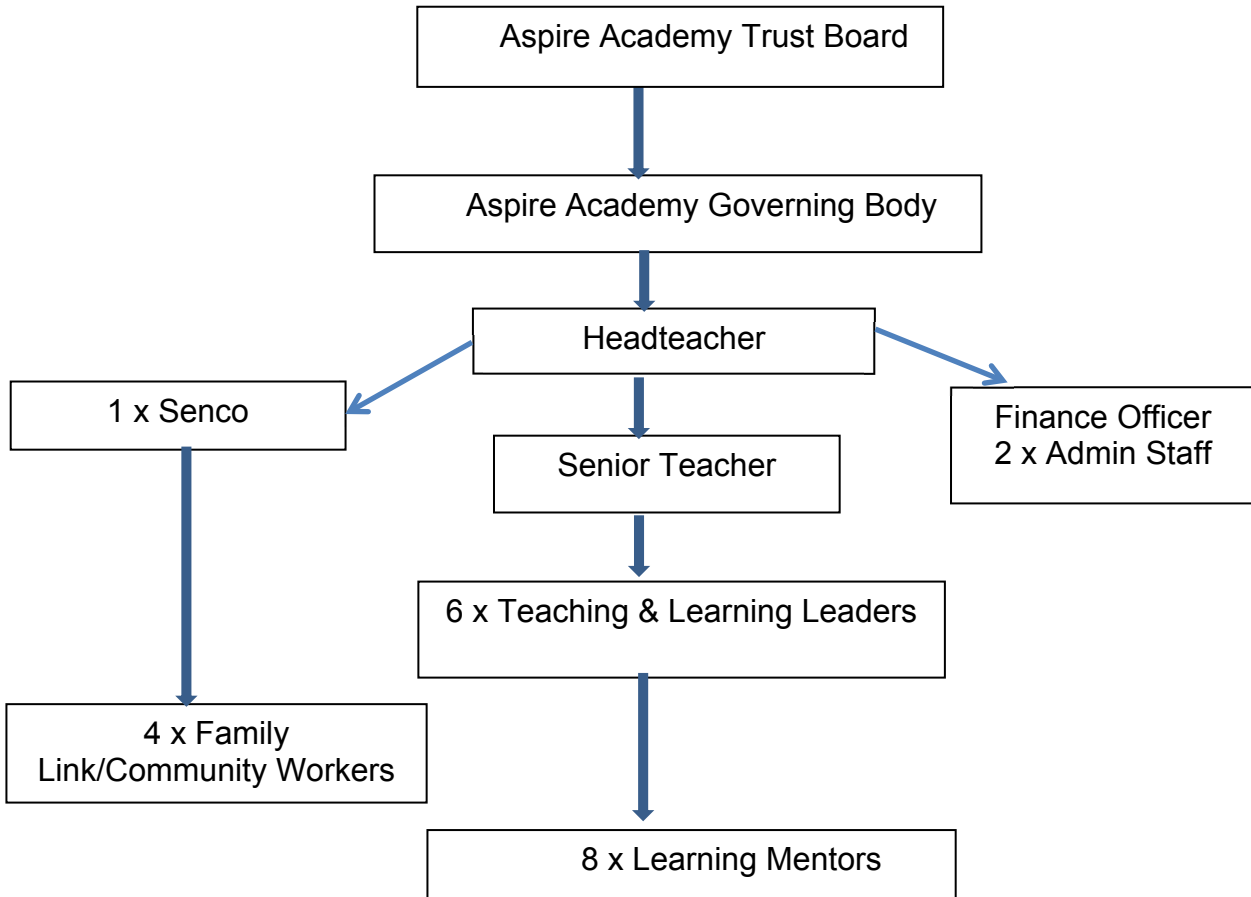 Aspire Academy Trust Board
Aspire Academy Governing Body
Headteacher
1 x Senco
Finance Officer
2 x Admin Staff
Senior Teacher
6 x Teaching & Learning Leaders
4 x Family
Link/Community Workers
8 x Learning Mentors